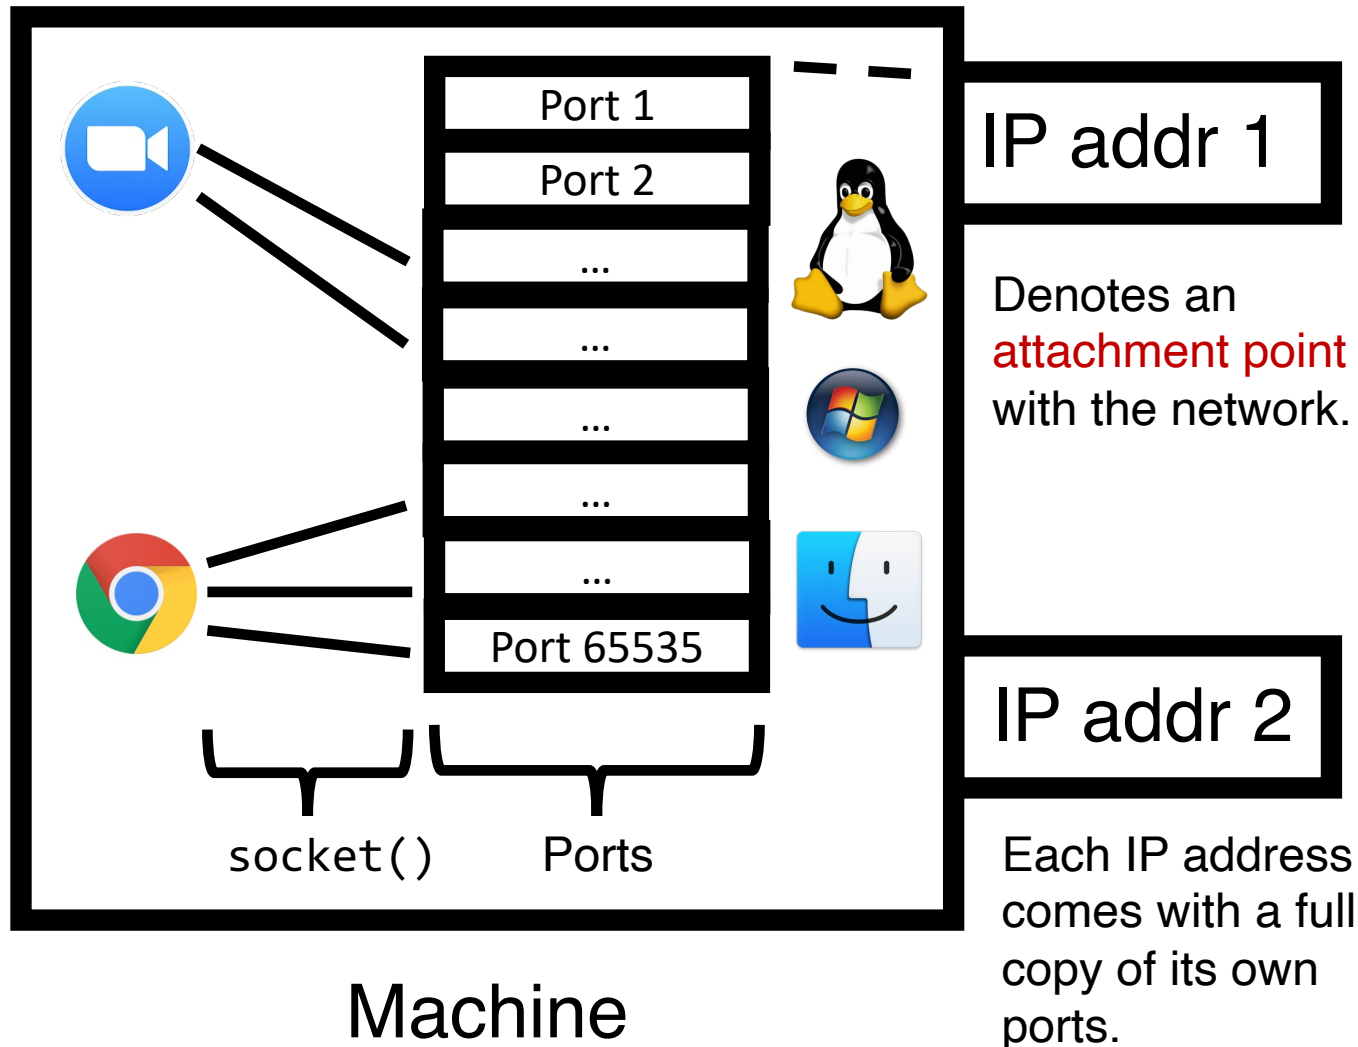 Port 1
Port 2
...
...
...
...
...
Port 65535
socket()
Ports
Machine
IP addr 1
Denotes an
attachment point
with the network.
IP addr 2
Each IP address
comes with a full
copy of its own
ports.